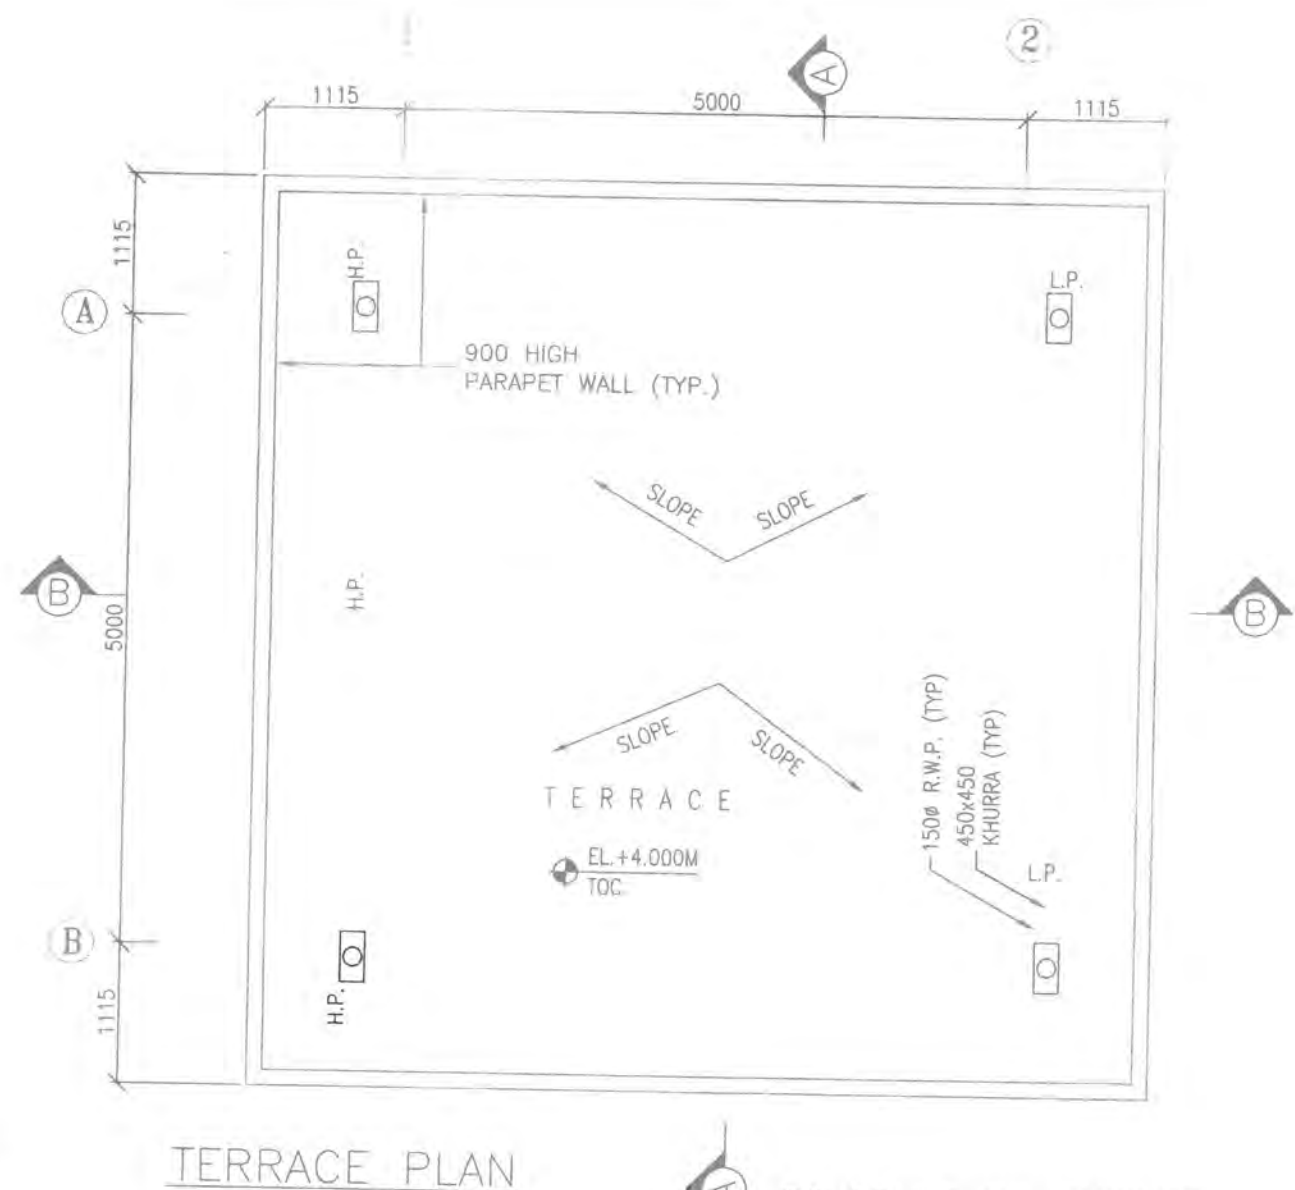 2
A
1115
5000
1115
1115
H.P.
L.P.
A
900 HIGH
PARAPET WALL (TYP.)
SLOPE
SLOPE
B
H.P.
B
5000
SLOPE
SLOPE
150ø R.W.P. (TYP)
450x450
KHURRA (TYP)
TERRACE
EL.+4.000M
TOC
L.P.
B
H.P.
1115
TERRACE PLAN
A